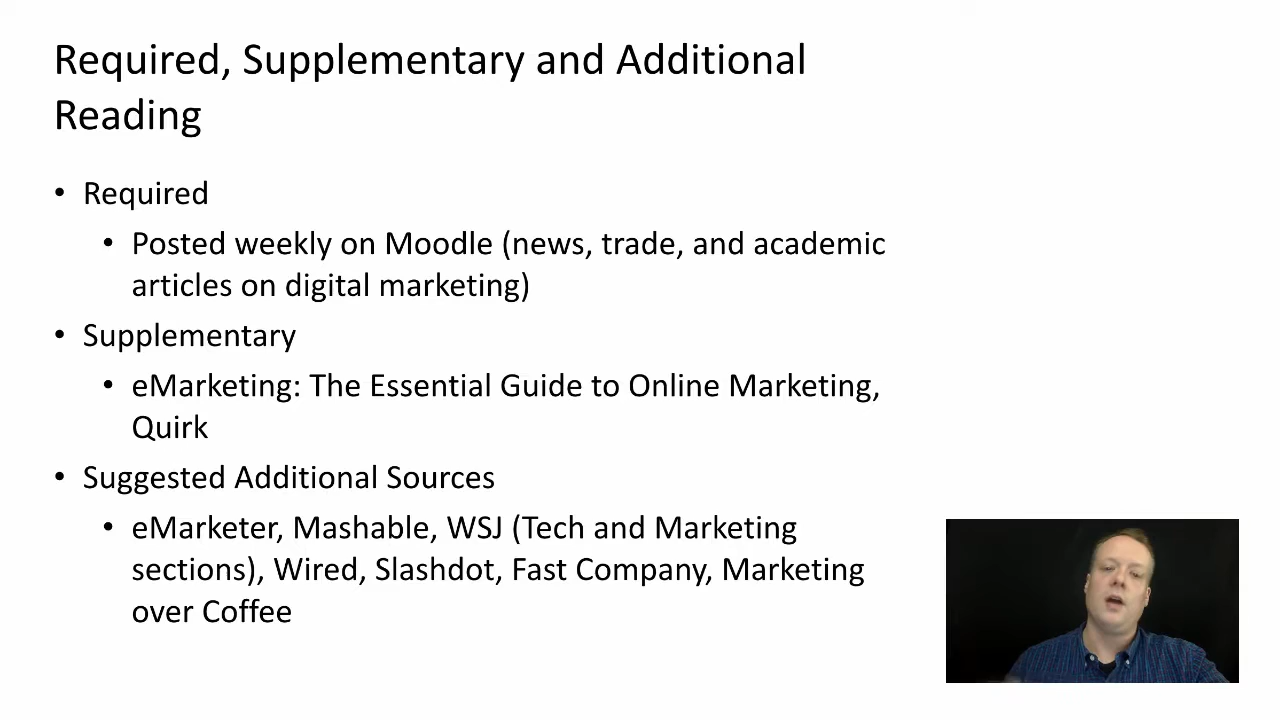 Required, Supplementary and Additional
Reading
• Required
• Posted weekly on Moodle (news, trade, and academic
articles on digital marketing)
• Supplementary
• eMarketing: The Essential Guide to Online Marketing,
Quirk
• Suggested Additional Sources
• eMarketer, Mashable, WSJ (Tech and Marketing
sections), Wired, Slashdot, Fast Company, Marketing
over Coffee